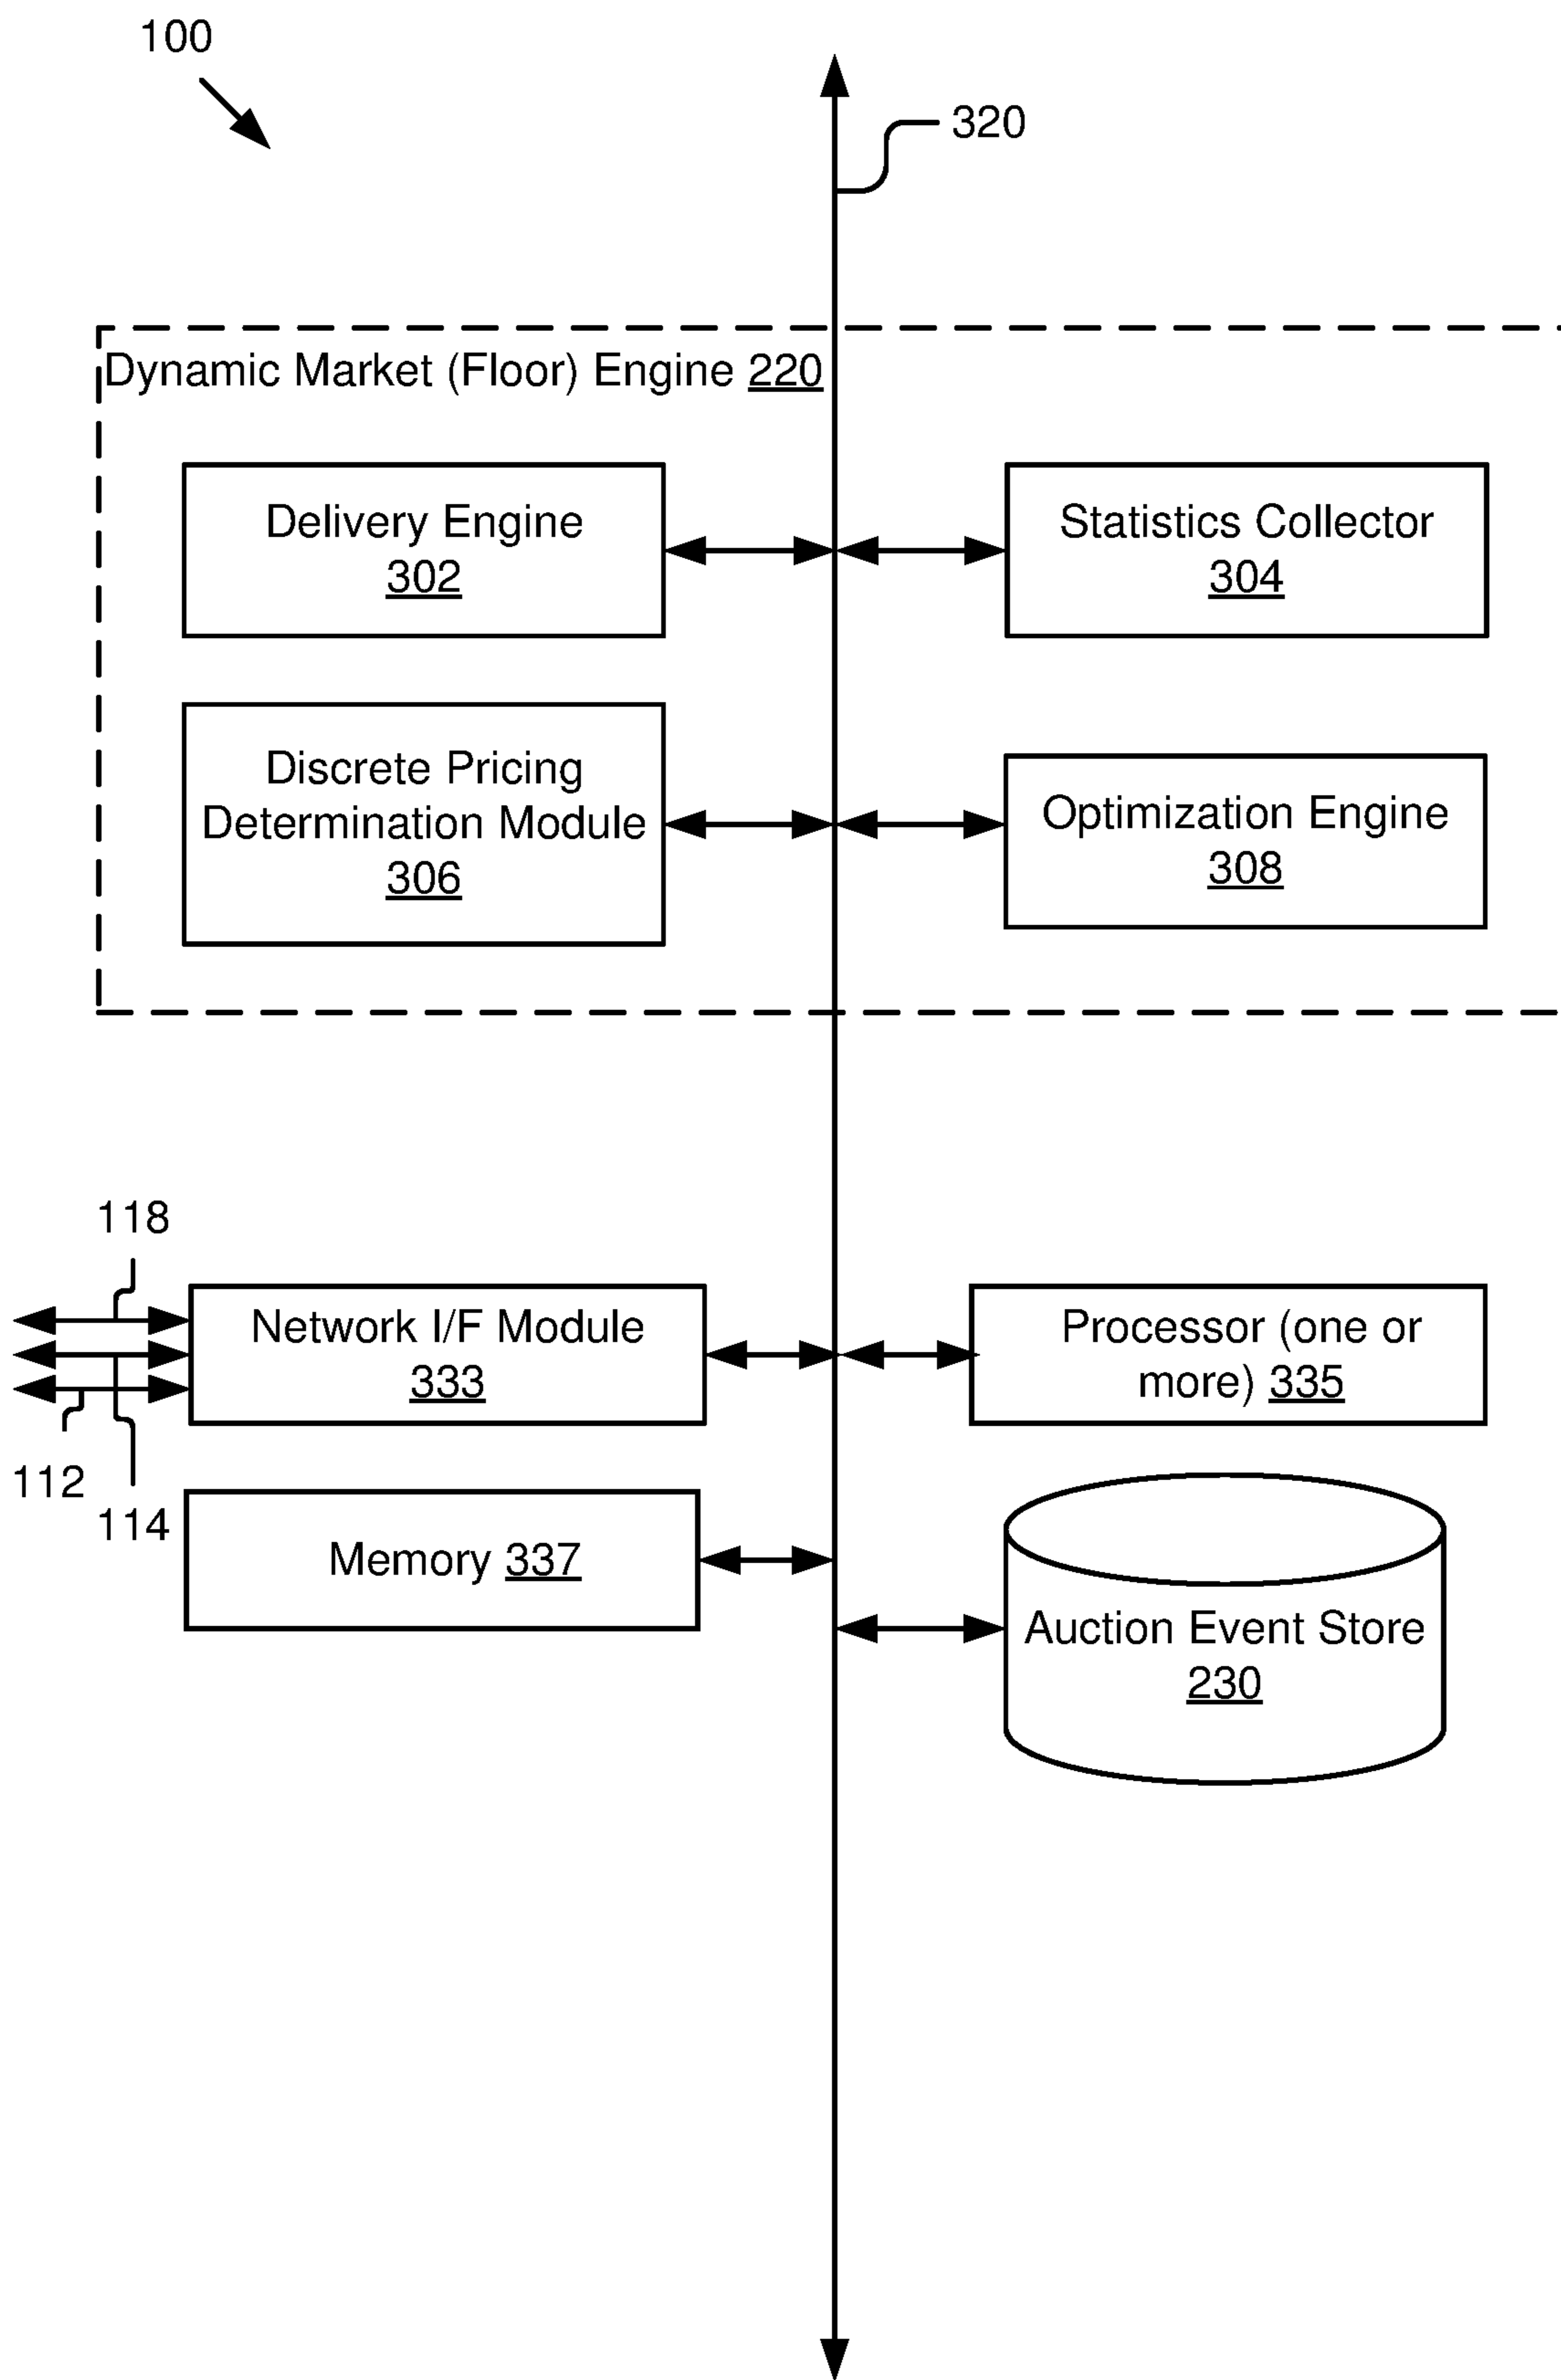 100
320
Dynamic Market (Floor) Engine 220
Delivery Engine
302
Statistics Collector
304
Discrete Pricing
Determination Module
306
Optimization Engine
308
118
Network I/F Module
333
Processor (one or
more) 335
112
114
Memory 337
Auction Event Store
230